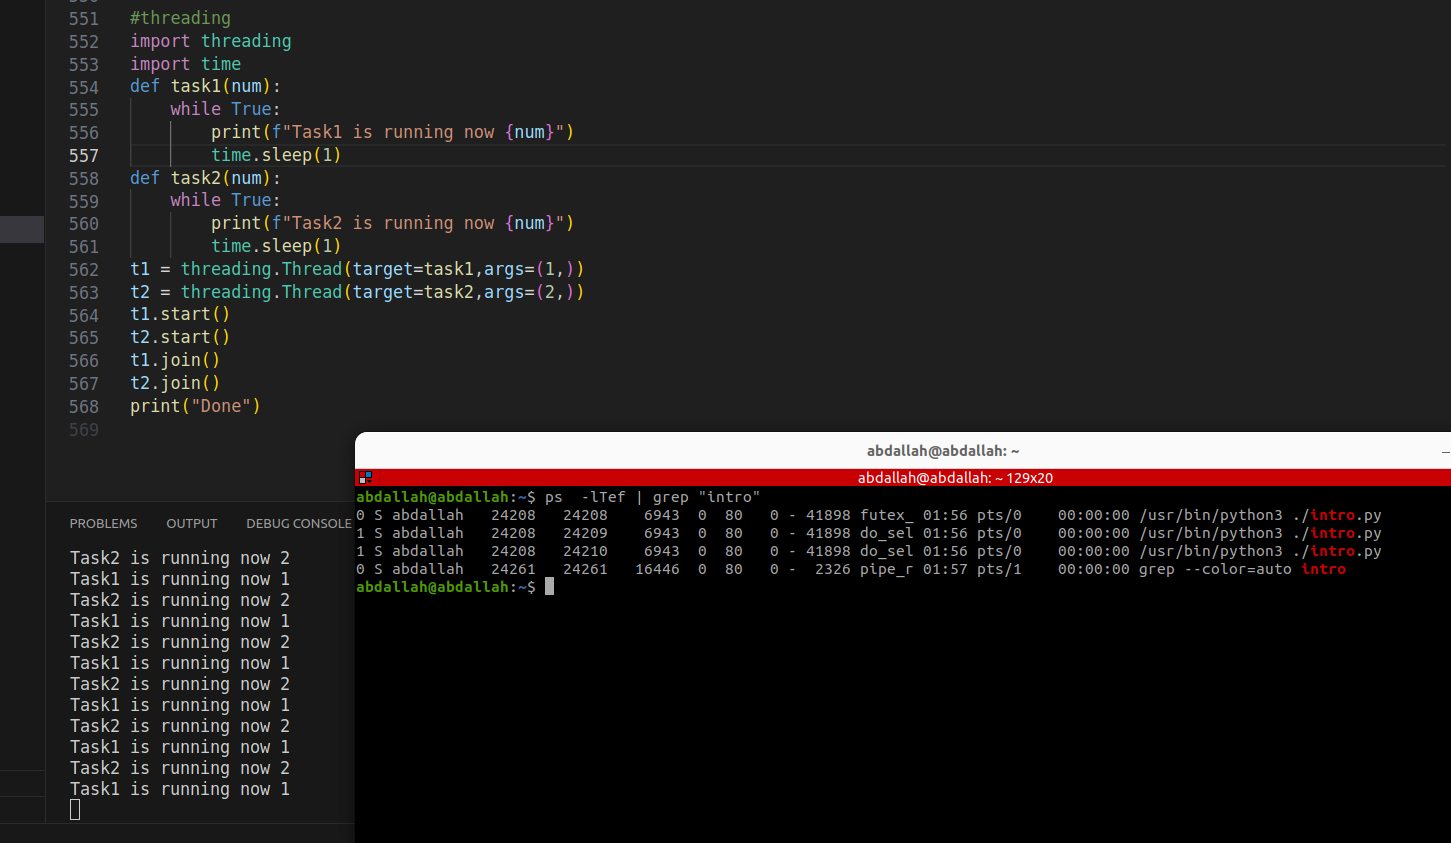 551 #threading
552 import threading
553 import time
554 def task1(num):
555 while True:
556 print(f"Task1 is running now {num}")
557 time.sleep(1)
558 def task2(num):
559 while True:
560 print(f"Task2 is running now {num}")
561 time.sleep(1)
562 t1 = threading.Thread(target=task1,args=(1,))
563 t2 = threading.Thread(target=task2,args=(2,))
564 t1.start()
565 t2.start()
566 t1.join()
567 t2.join()
568 print("Done")
569
PROBLEMS OUTPUT DEBUG CONSOLE
Task2 is running now 2
Task1 is running now 1
Task2 is running now 2
Task1 is running now 1
Task2 is running now 2
Task1 is running now 1
Task2 is running now 2
Task1 is running now 1
Task2 is running now 2
Task1 is running now 1
Task2 is running now 2
Task1 is running now 1
abdallah@abdallah: ~
abdallah@abdallah: ~ 129x20
abdallah@abdallah:~$ ps  -lTef | grep "intro"
0 S abdallah   24208   24208    6943  0  80   0 - 41898 futex_ 01:56 pts/0    00:00:00 /usr/bin/python3 ./intro.py
1 S abdallah   24208   24209    6943  0  80   0 - 41898 do_sel 01:56 pts/0    00:00:00 /usr/bin/python3 ./intro.py
1 S abdallah   24208   24210    6943  0  80   0 - 41898 do_sel 01:56 pts/0    00:00:00 /usr/bin/python3 ./intro.py
0 S abdallah   24261   24261   16446  0  80   0 -  2326 pipe_r 01:57 pts/1    00:00:00 grep --color=auto intro
abdallah@abdallah:~$